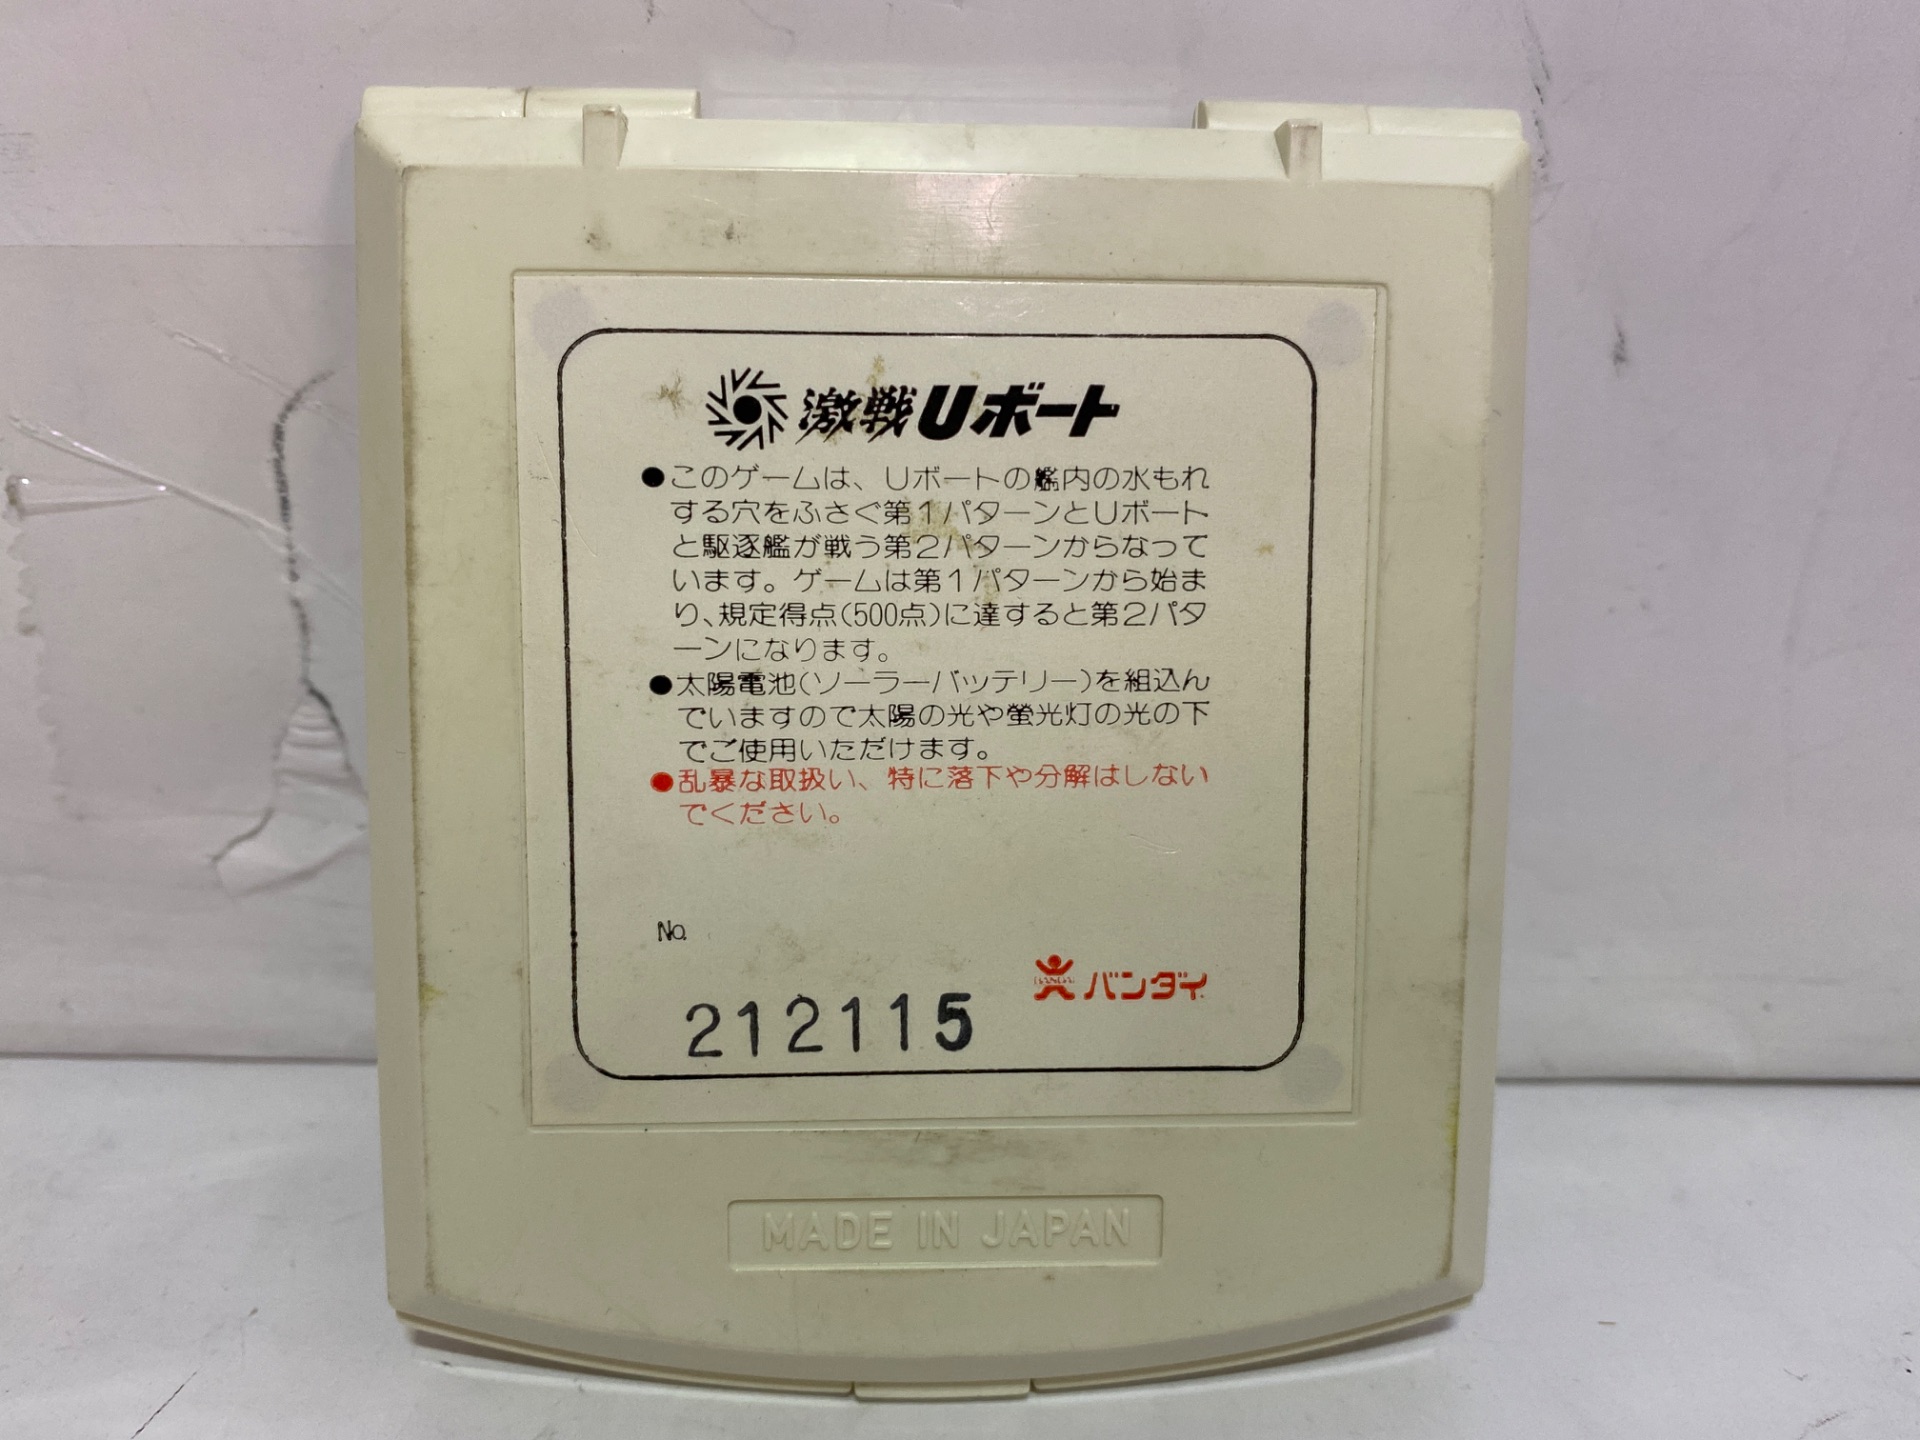 激戦Uボート
●このゲームは、Uボートの艦内の水もれ
する穴をふさぐ第1パターンとUボート
と駆逐艦が戦う第2パターンからなって
います。ゲームは第1パターンから始ま
り、規定得点(500点)に達すると第2パタ
ーンになります。
●太陽電池(ソーラーバッテリー)を組込ん
でいますので太陽の光や螢光灯の光の下
でご使用いただけます。
●乱暴な取扱い、特に落下や分解はしない
でください。
No.
バンダイ
212115
MADE IN JAPAN